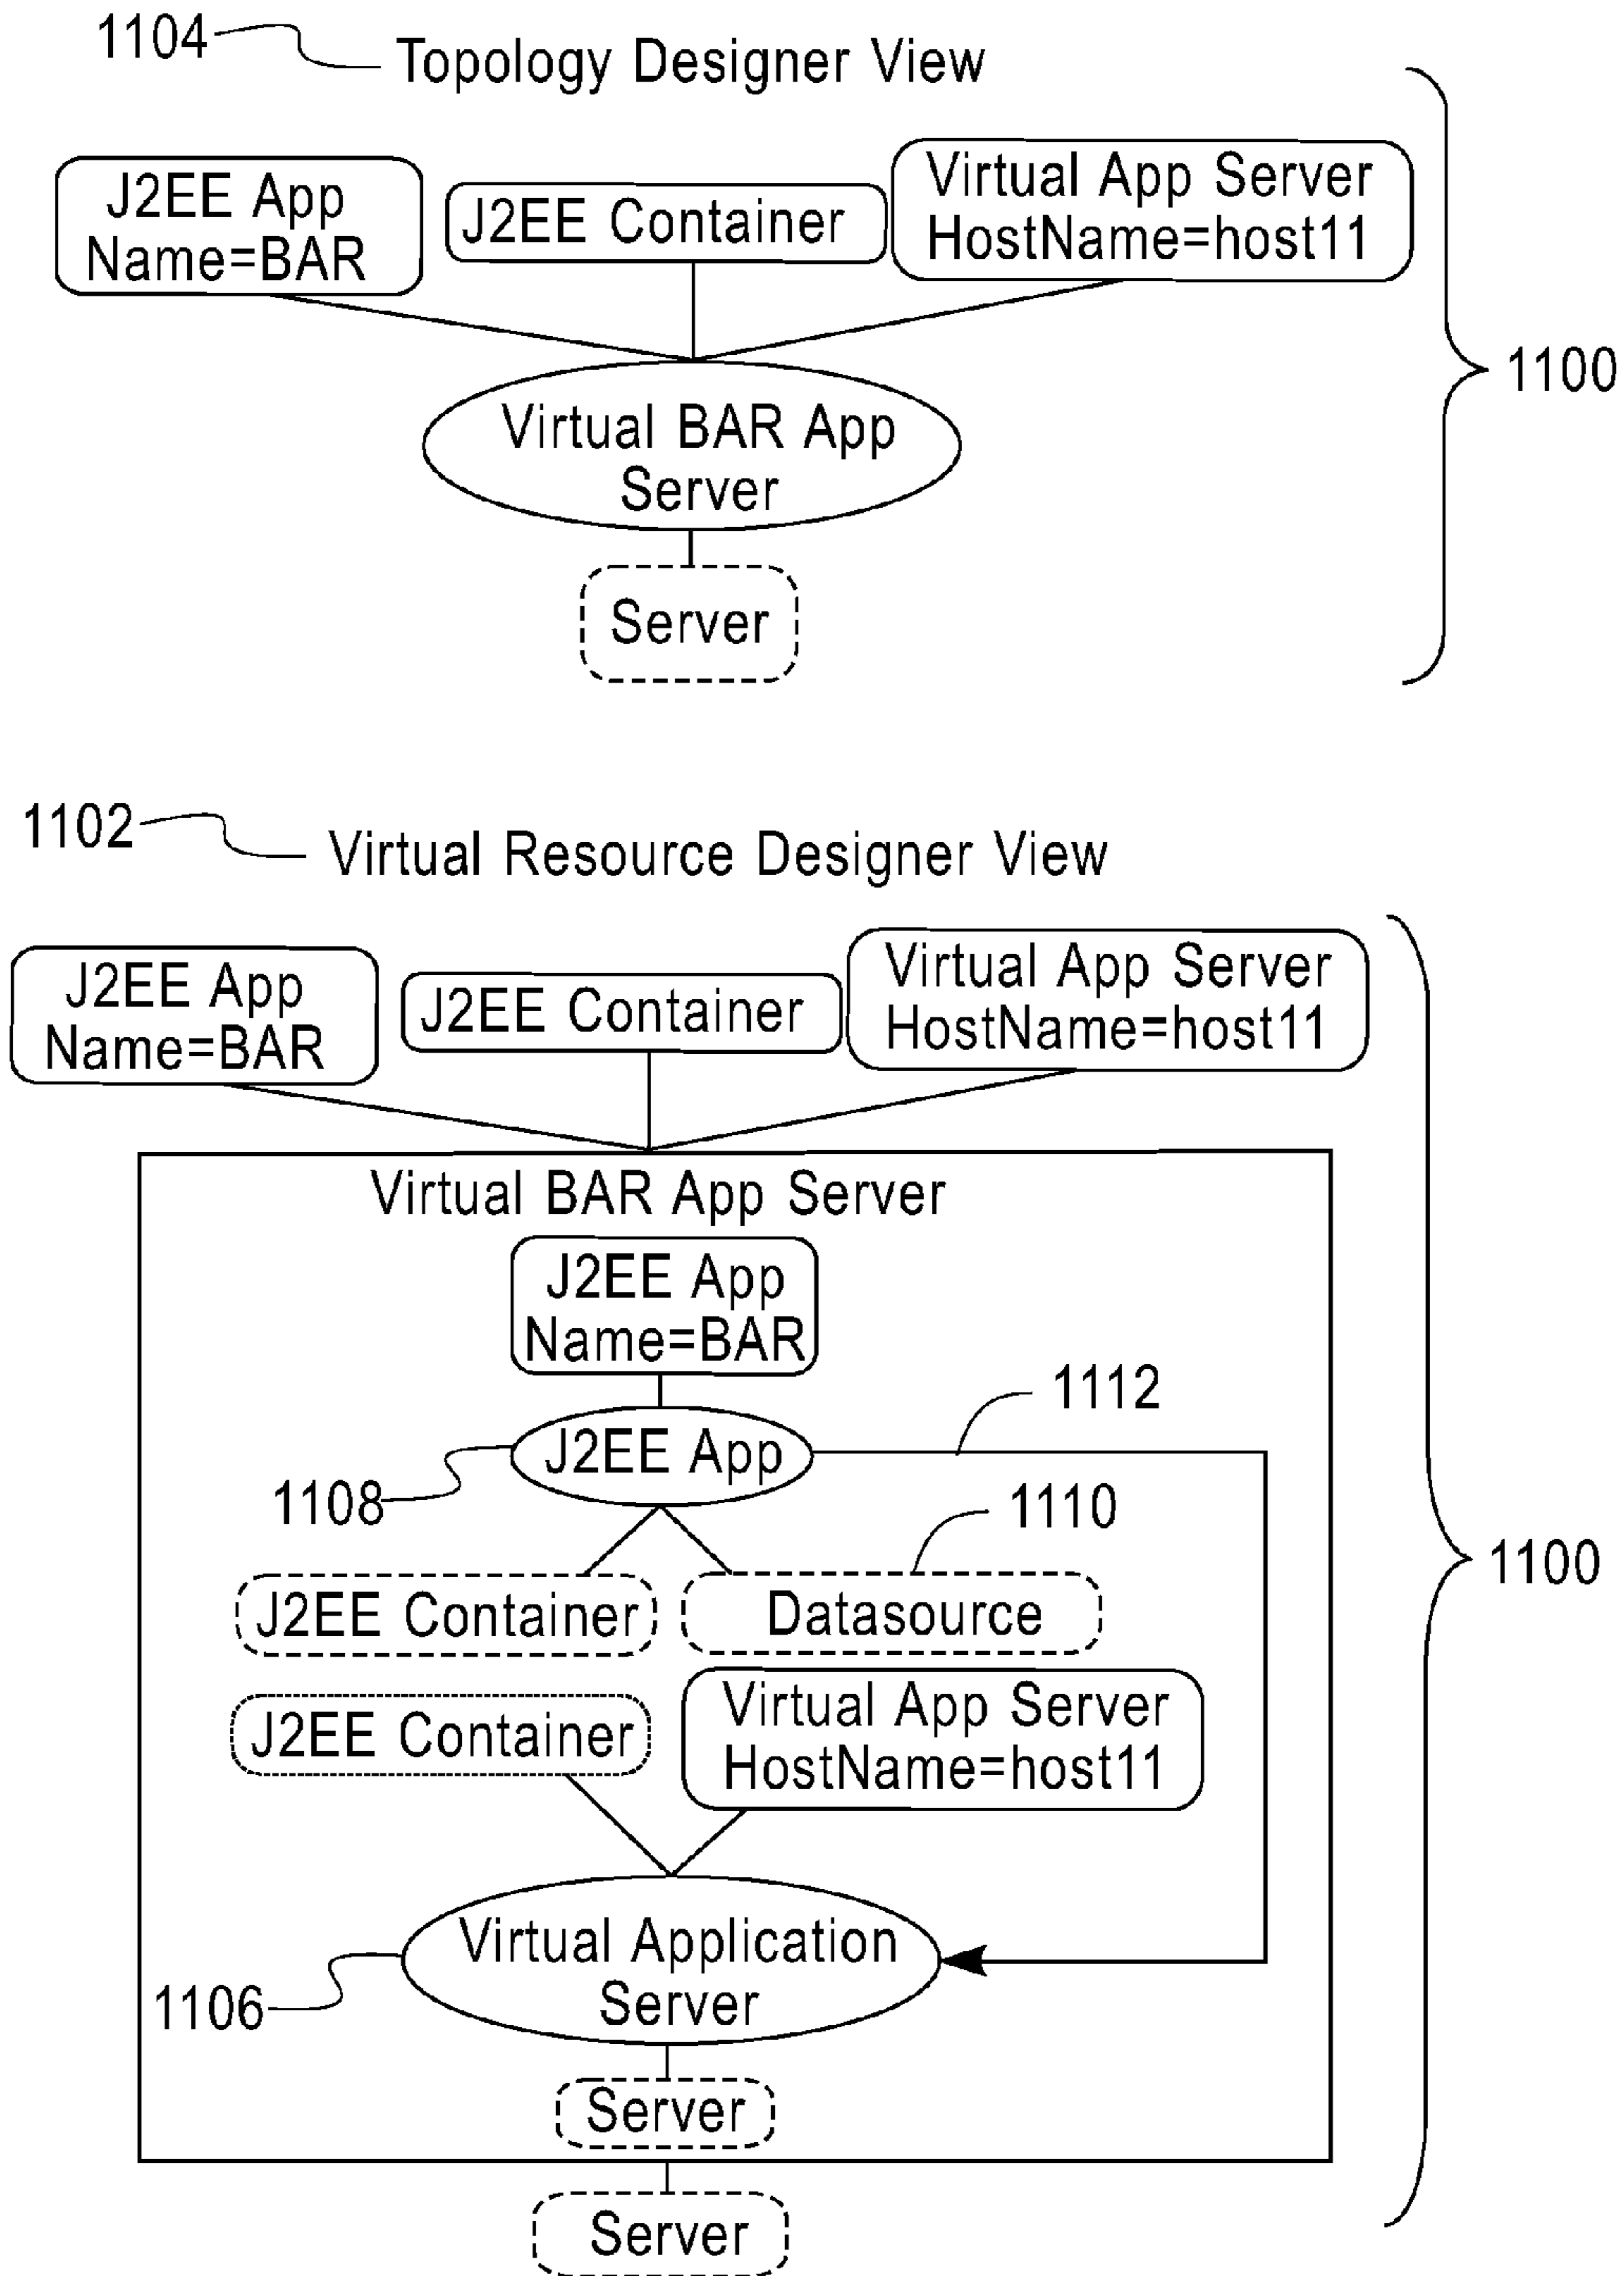 1104
Topology Designer View
J2EE App
Name=BAR
J2EE Container
Virtual App Server
HostName=host11
1100
Virtual BAR App
Server
Server
1102
Virtual Resource Designer View
J2EE App
Name=BAR
J2EE Container
Virtual App Server
HostName=host11
Virtual BAR App Server
J2EE App
Name=BAR
1112
J2EE App
1108
1110
1100
J2EE Container
Datasource
J2EE Container
Virtual App Server
HostName=host11
Virtual Application
Server
1106
Server
Server